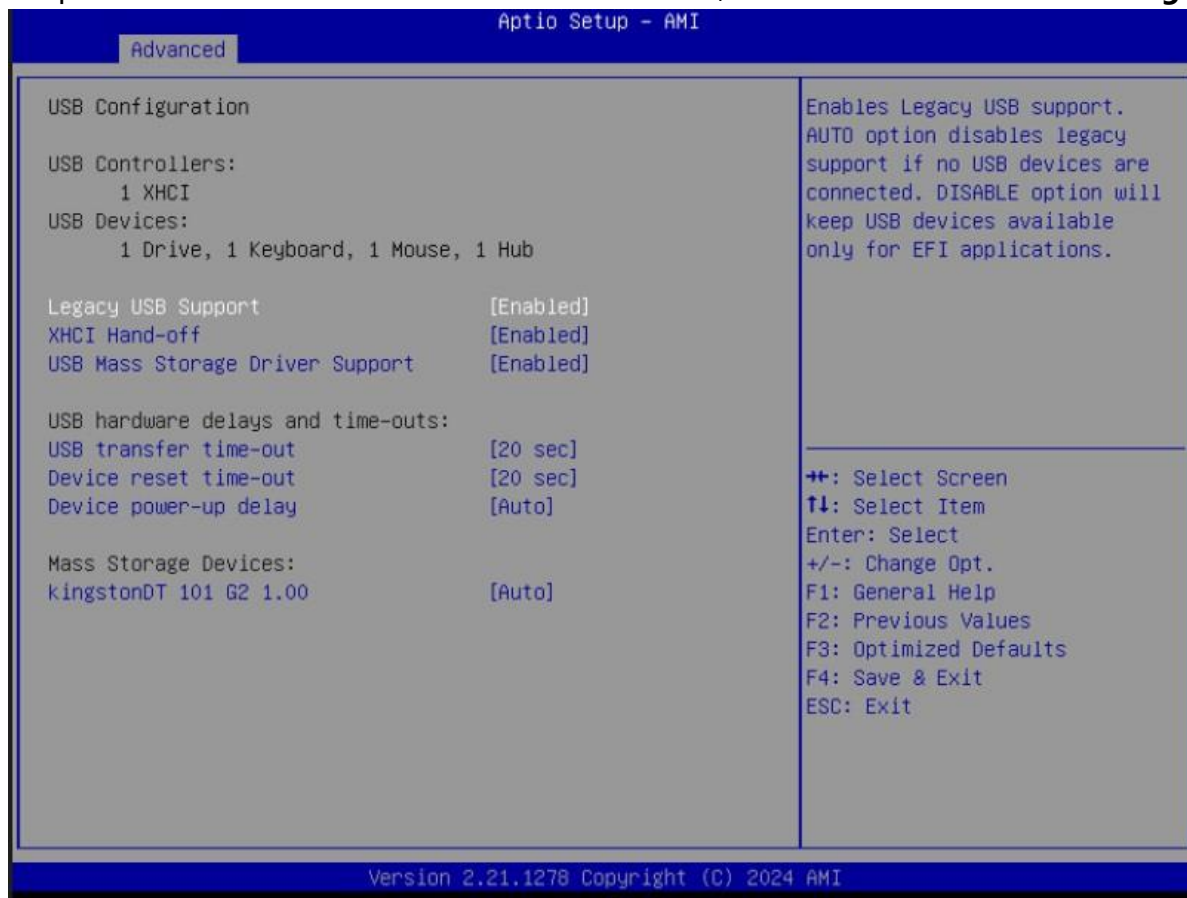 Aptio Setup – AMI
Advanced
USB Configuration
USB Controllers:
1 XHCI
USB Devices:
1 Drive, 1 Keyboard, 1 Mouse, 1 Hub
Legacy USB Support [Enabled]
XHCI Hand-off [Enabled]
USB Mass Storage Driver Support [Enabled]
USB hardware delays and time-outs:
USB transfer time-out [20 sec]
Device reset time-out [20 sec]
Device power-up delay [Auto]
Mass Storage Devices:
kingstonDT 101 G2 1.00 [Auto]
Enables Legacy USB support.
AUTO option disables legacy
support if no USB devices are
connected. DISABLE option will
keep USB devices available
only for EFI applications.
→←: Select Screen
↑↓: Select Item
Enter: Select
+/-: Change Opt.
F1: General Help
F2: Previous Values
F3: Optimized Defaults
F4: Save & Exit
ESC: Exit
Version 2.21.1278 Copyright (C) 2024 AMI